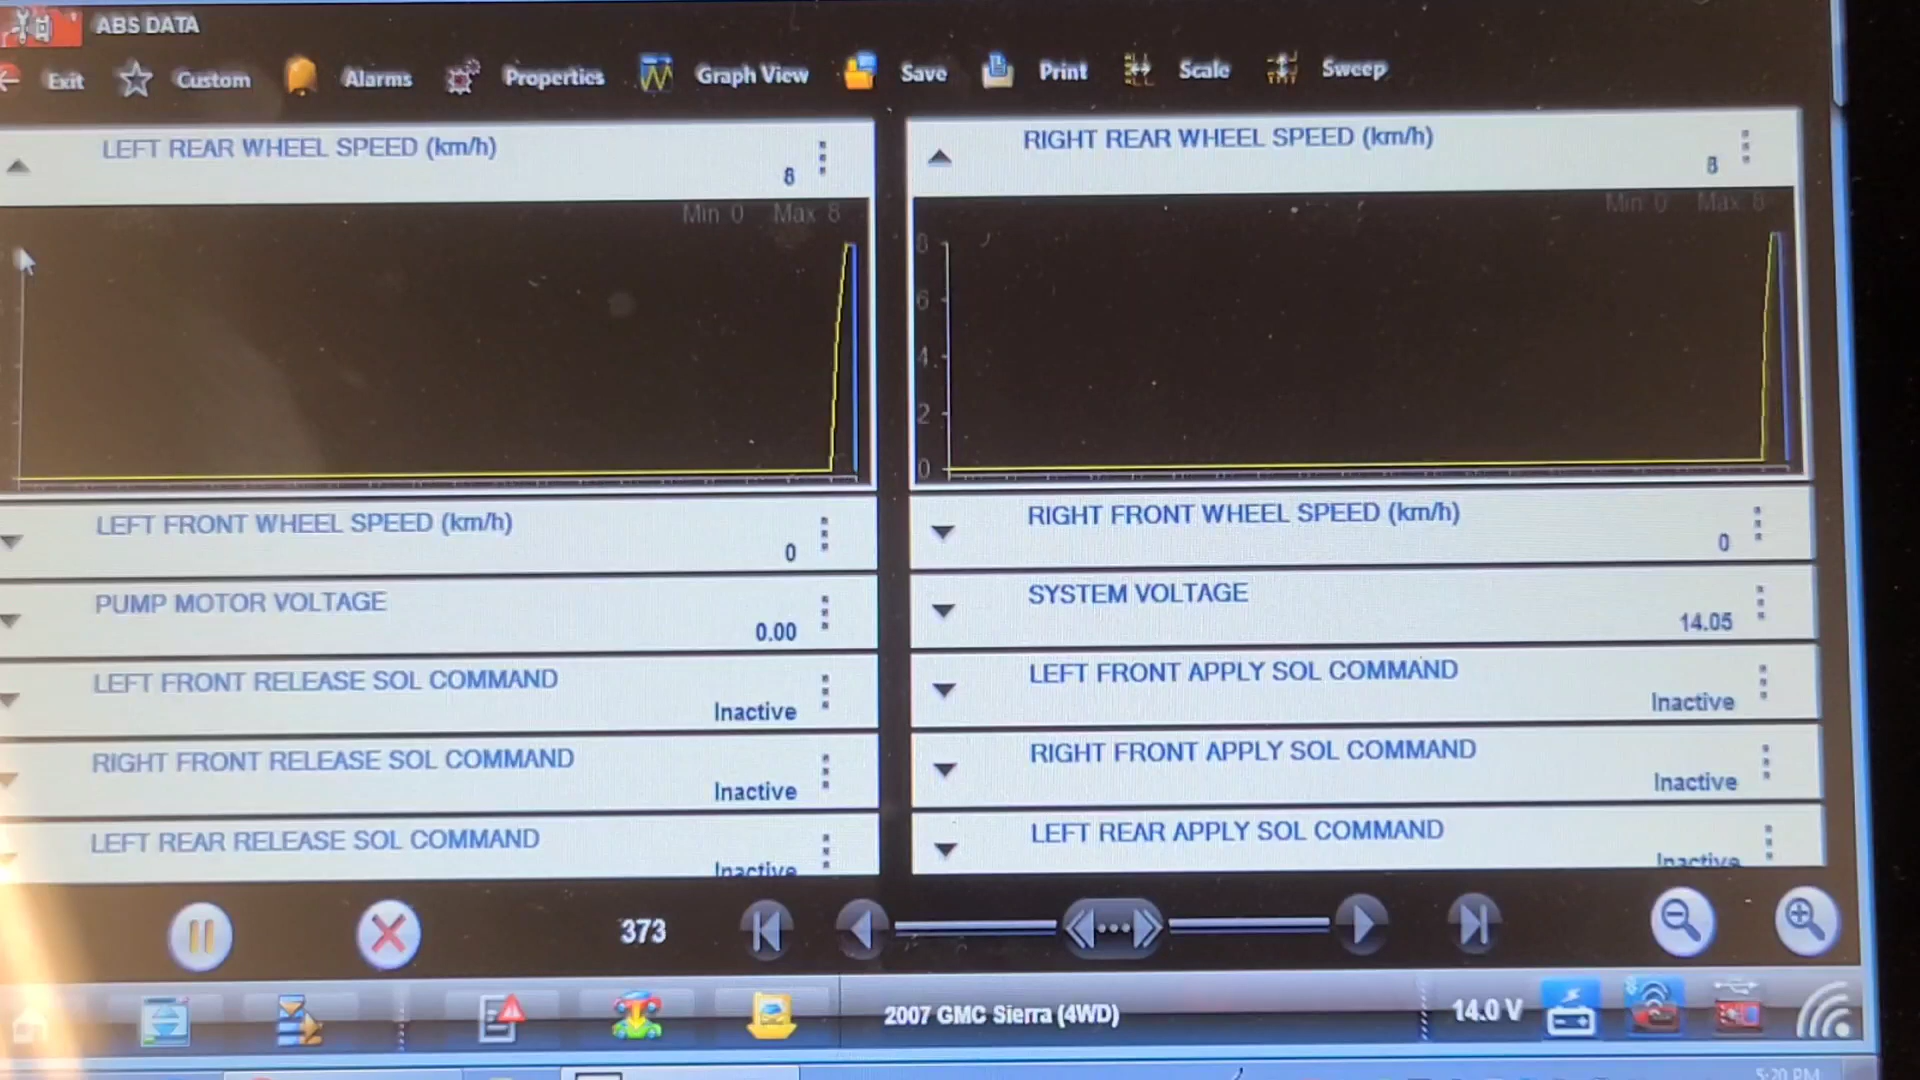 ABS DATA
Exit Custom Alarms Properties Graph View Save Print Scale Sweep
LEFT REAR WHEEL SPEED (km/h)
8
Min 0 Max 8
RIGHT REAR WHEEL SPEED (km/h)
8
Min 0 Max 8
8
6
4
2
0
LEFT FRONT WHEEL SPEED (km/h)
0
RIGHT FRONT WHEEL SPEED (km/h)
0
PUMP MOTOR VOLTAGE
0.00
SYSTEM VOLTAGE
14.05
LEFT FRONT RELEASE SOL COMMAND
Inactive
LEFT FRONT APPLY SOL COMMAND
Inactive
RIGHT FRONT RELEASE SOL COMMAND
Inactive
RIGHT FRONT APPLY SOL COMMAND
Inactive
LEFT REAR RELEASE SOL COMMAND
Inactive
LEFT REAR APPLY SOL COMMAND
Inactive
373
2007 GMC Sierra (4WD)
14.0 V
5:20 PM